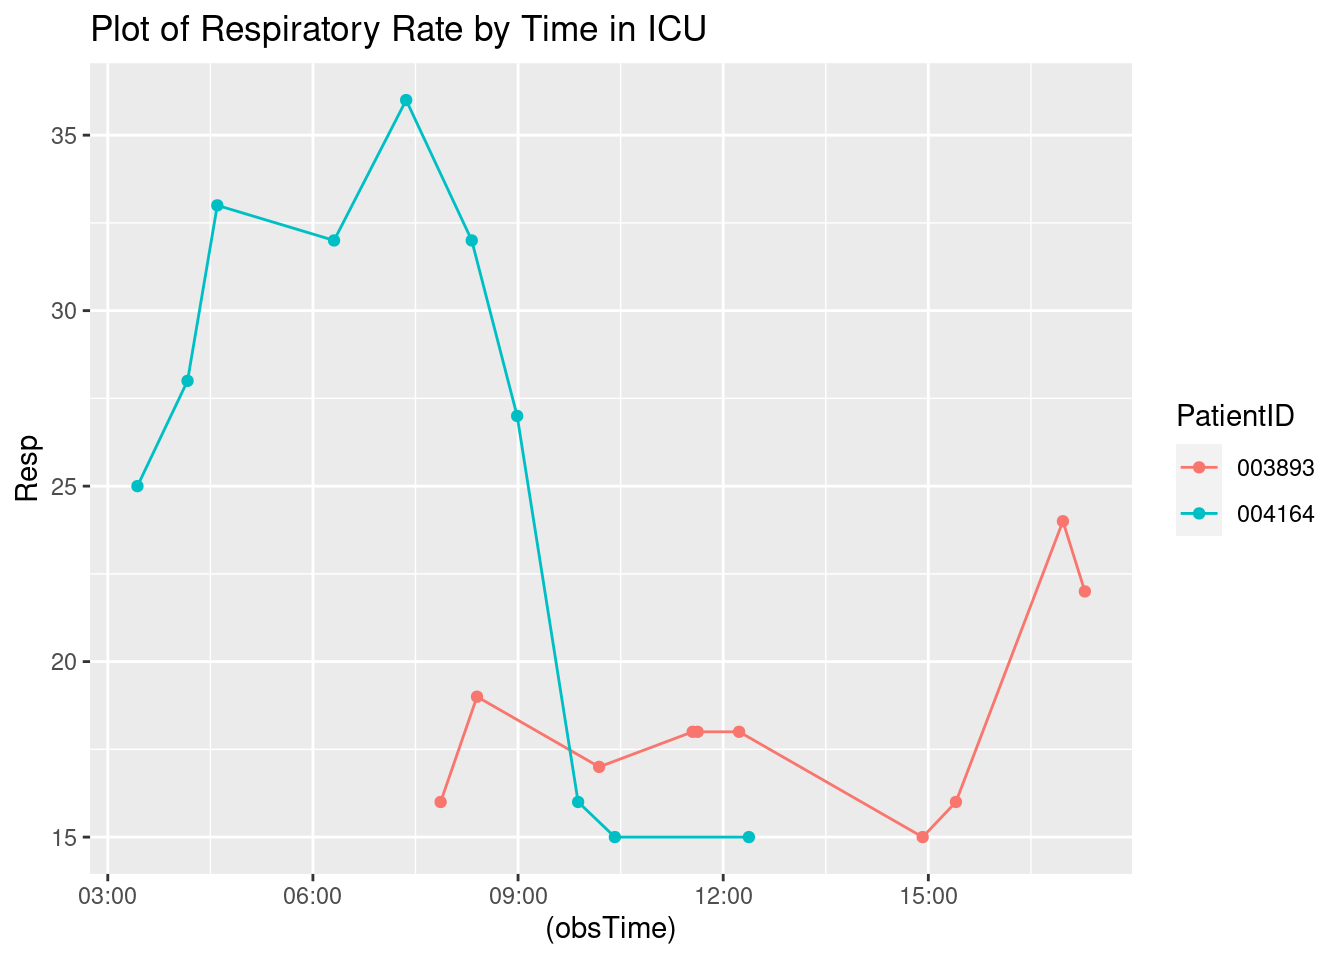 Plot of Respiratory Rate by Time in ICU
35
30
25
20
15
Resp
03:00 06:00 09:00 12:00 15:00
(obsTime)
PatientID
003893
004164